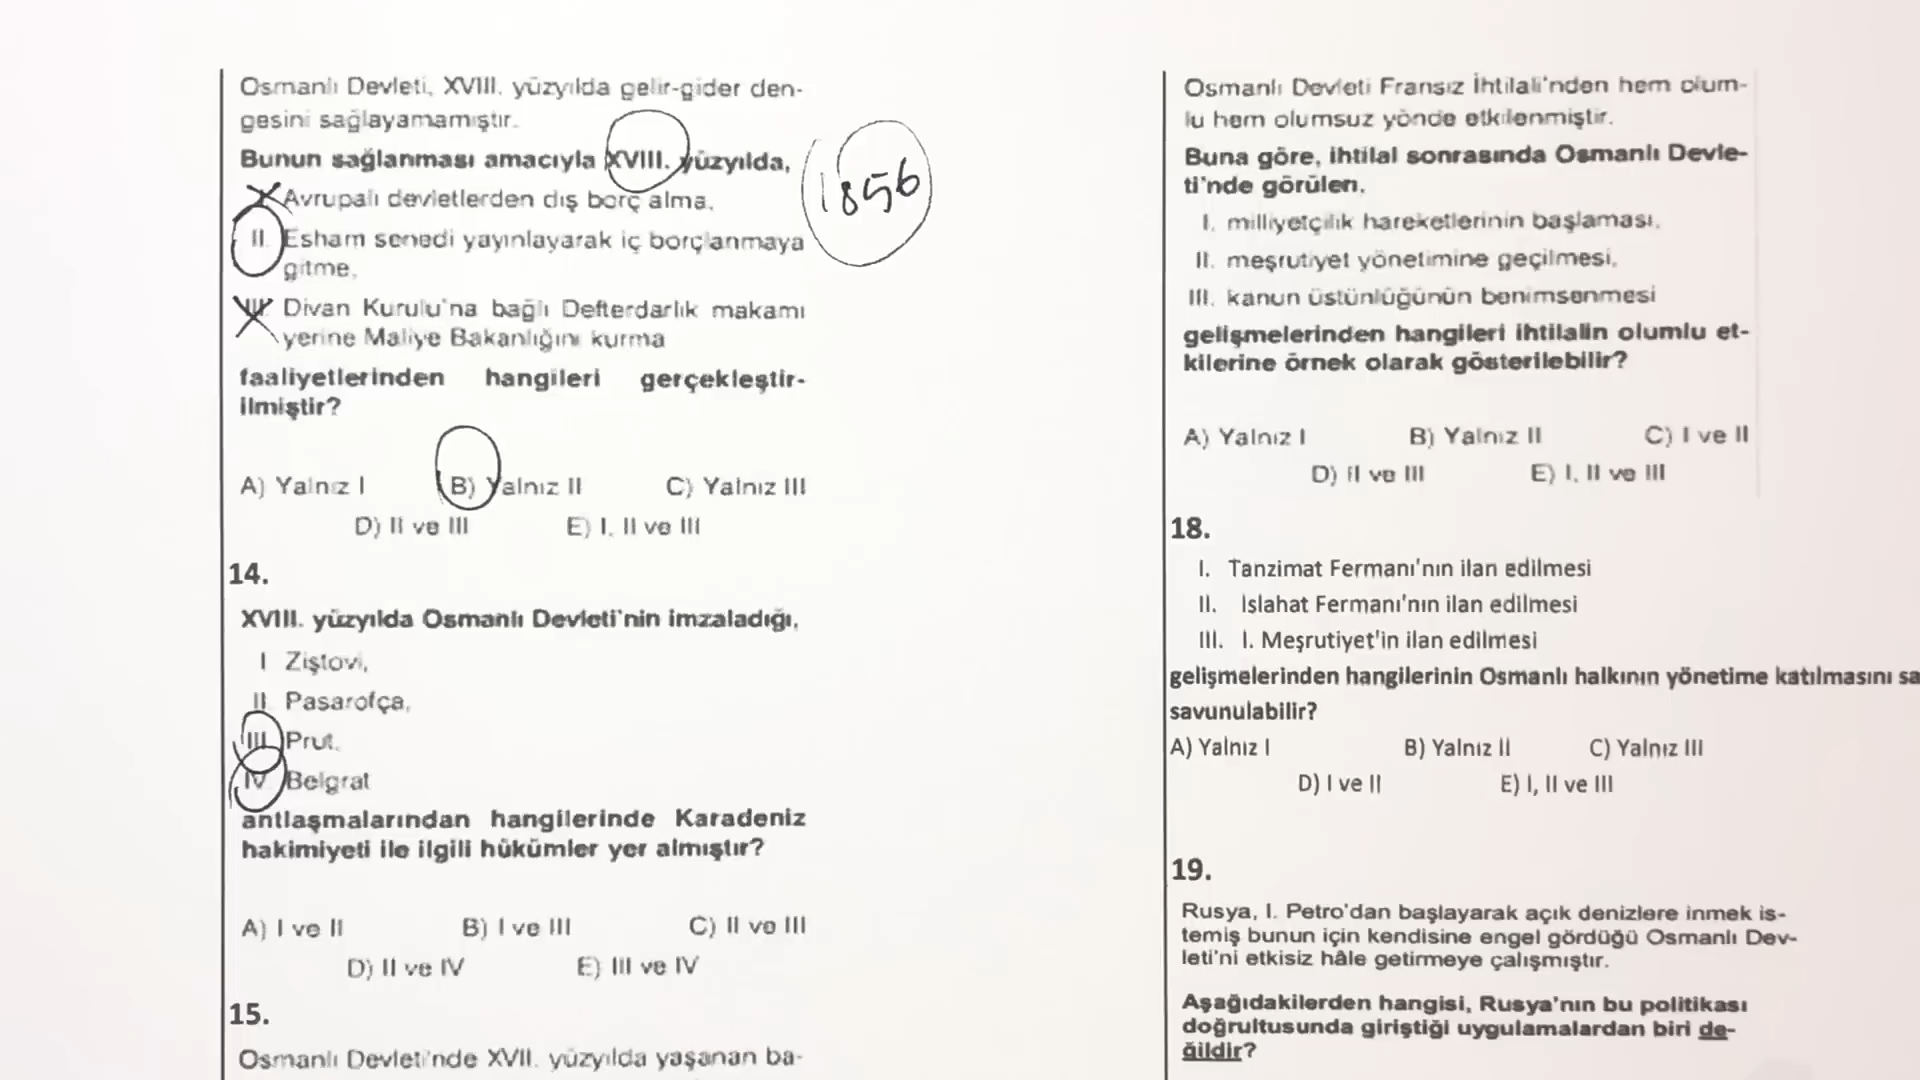 Osmanlı Devleti, XVIII. yüzyılda gelir-gider den-
gesini sağlayamamıştır.
Bunun sağlanması amacıyla XVIII. yüzyılda,
Avrupalı devletlerden dış borç alma,
II. Esham senedi yayınlayarak iç borçlanmaya
gitme,
III. Divan Kurulu'na bağlı Defterdarlık makamı
yerine Maliye Bakanlığını kurma
faaliyetlerinden hangileri gerçekleştir-
ilmiştir?
A) Yalnız I B) Yalnız II C) Yalnız III
D) II ve III E) I, II ve III
1856
14.
XVIII. yüzyılda Osmanlı Devleti'nin imzaladığı,
I Ziştovi,
II. Pasarofça,
III. Prut,
IV. Belgrat
antlaşmalarından hangilerinde Karadeniz
hakimiyeti ile ilgili hükümler yer almıştır?
A) I ve II B) I ve III C) II ve III
D) II ve IV E) III ve IV
15.
Osmanlı Devleti'nde XVII. yüzyılda yaşanan ba-
Osmanlı Devleti Fransız İhtilali'nden hem olum-
lu hem olumsuz yönde etkilenmiştir.
Buna göre, ihtilal sonrasında Osmanlı Devle-
ti'nde görülen,
I. milliyetçilik hareketlerinin başlaması,
II. meşrutiyet yönetimine geçilmesi,
III. kanun üstünlüğünün benimsenmesi
gelişmelerinden hangileri ihtilalin olumlu et-
kilerine örnek olarak gösterilebilir?
A) Yalnız I B) Yalnız II C) I ve II
D) II ve III E) I, II ve III
18.
I. Tanzimat Fermanı'nın ilan edilmesi
II. Islahat Fermanı'nın ilan edilmesi
III. I. Meşrutiyet'in ilan edilmesi
gelişmelerinden hangilerinin Osmanlı halkının yönetime katılmasını sa
savunulabilir?
A) Yalnız I B) Yalnız II C) Yalnız III
D) I ve II E) I, II ve III
19.
Rusya, I. Petro'dan başlayarak açık denizlere inmek is-
temiş bunun için kendisine engel gördüğü Osmanlı Dev-
leti'ni etkisiz hâle getirmeye çalışmıştır.
Aşağıdakilerden hangisi, Rusya'nın bu politikası
doğrultusunda giriştiği uygulamalardan biri de-
ğildir?